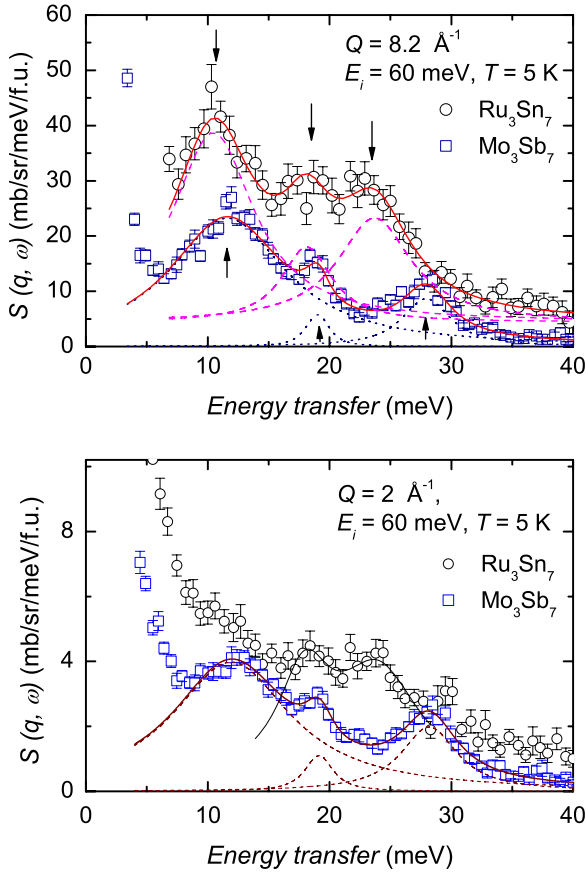 60
50
40
30
20
10
0
S (q, ω) (mb/sr/meV/f.u.)
Q = 8.2 Å⁻¹
Eᵢ = 60 meV, T = 5 K
Ru₃Sn₇
Mo₃Sb₇
0 10 20 30 40
Energy transfer (meV)
8
4
0
S (q, ω) (mb/sr/meV/f.u.)
Q = 2 Å⁻¹,
Eᵢ = 60 meV, T = 5 K
Ru₃Sn₇
Mo₃Sb₇
0 10 20 30 40
Energy transfer (meV)